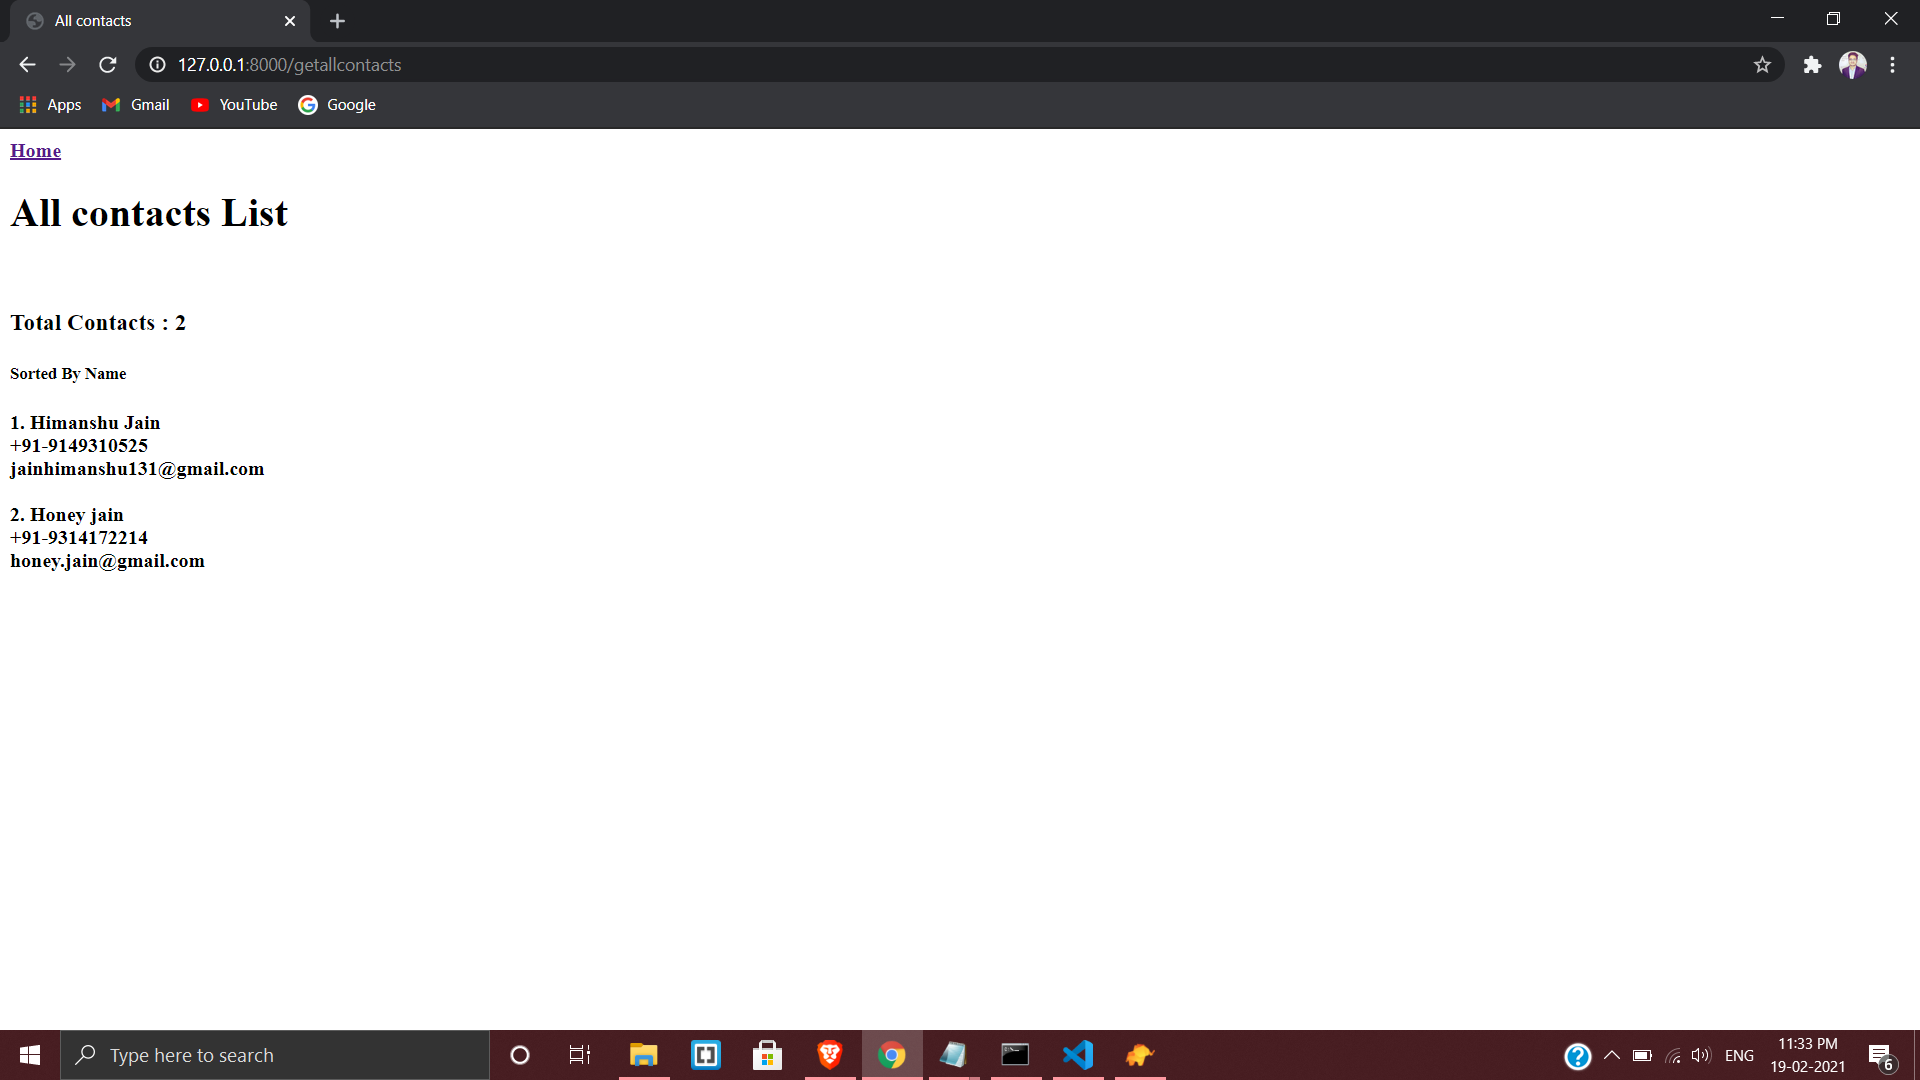 All contacts
127.0.0.1:8000/getallcontacts
Apps Gmail YouTube Google
Home
All contacts List
Total Contacts : 2
Sorted By Name
1. Himanshu Jain
+91-9149310525
jainhimanshu131@gmail.com
2. Honey jain
+91-9314172214
honey.jain@gmail.com
Type here to search
ENG
11:33 PM
19-02-2021
6